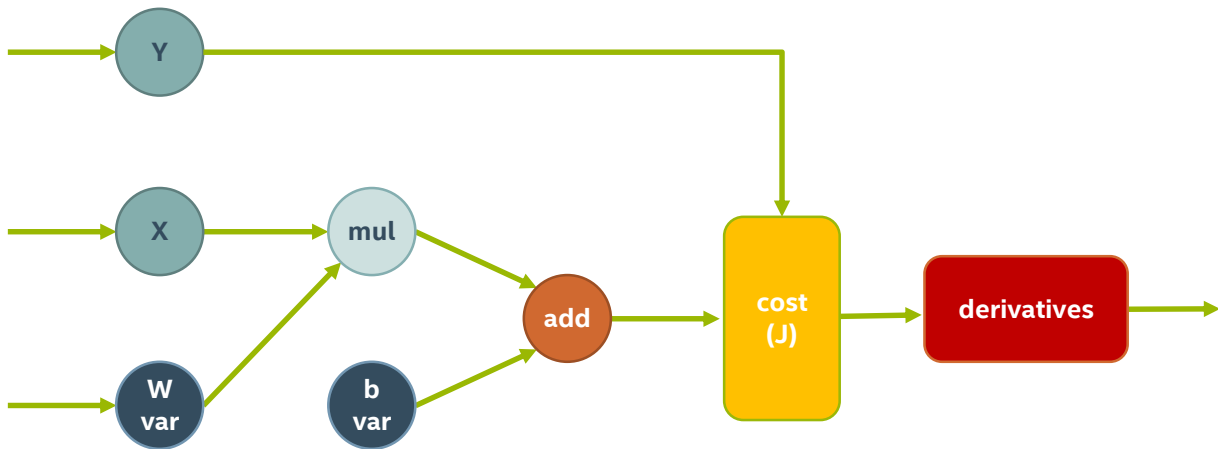 Y
X
mul
W
var
b
var
add
cost
(J)
derivatives